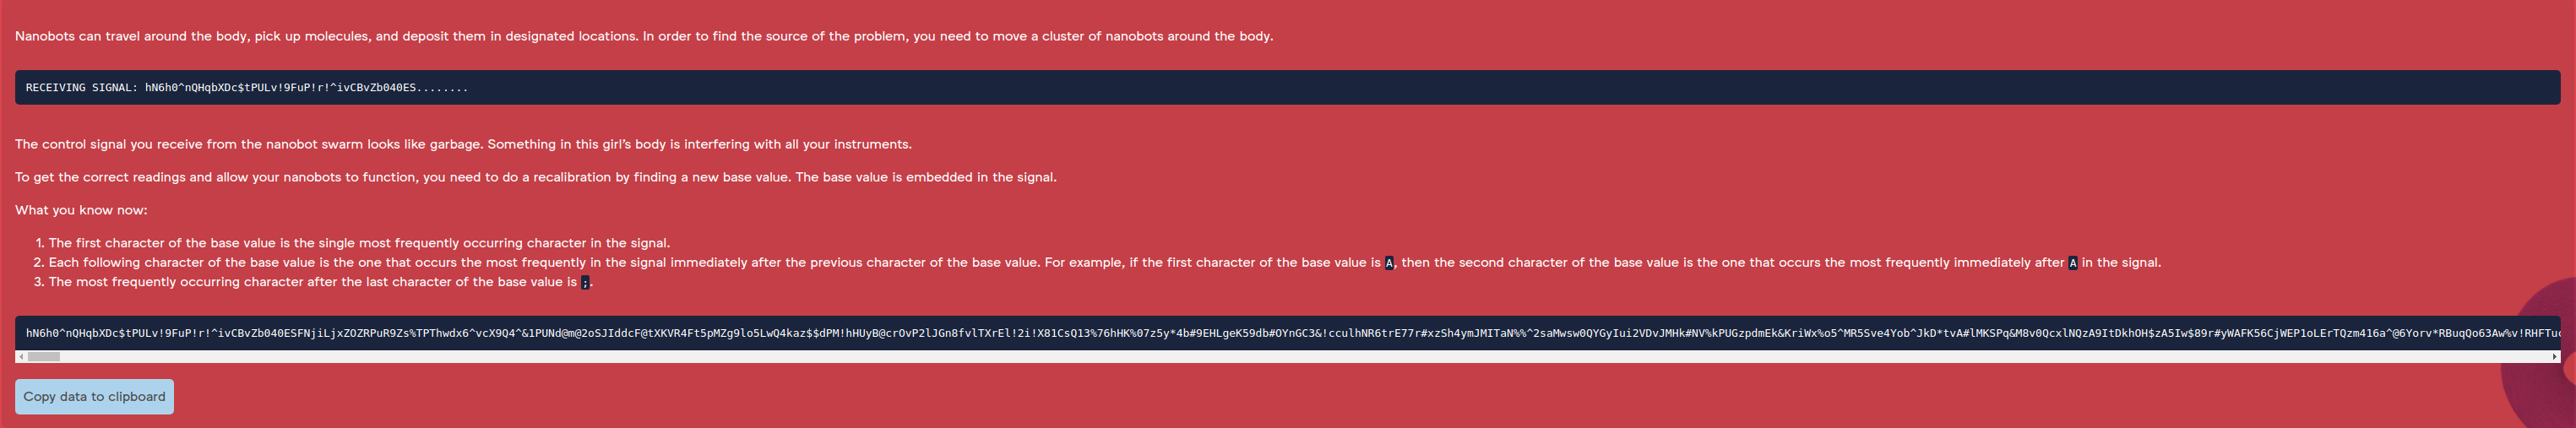 Nanobots can travel around the body, pick up molecules, and deposit them in designated locations. In order to find the source of the problem, you need to move a cluster of nanobots around the body.
RECEIVING SIGNAL: hN6h0^nQHqbXDc$tPULv!9FuP!r!^ivCBvZb040ES........
The control signal you receive from the nanobot swarm looks like garbage. Something in this girl's body is interfering with all your instruments.
To get the correct readings and allow your nanobots to function, you need to do a recalibration by finding a new base value. The base value is embedded in the signal.
What you know now:
1. The first character of the base value is the single most frequently occurring character in the signal.
2. Each following character of the base value is the one that occurs the most frequently in the signal immediately after the previous character of the base value. For example, if the first character of the base value is A, then the second character of the base value is the one that occurs the most frequently immediately after A in the signal.
3. The most frequently occurring character after the last character of the base value is ;.
hN6h0^nQHqbXDc$tPULv!9FuP!r!^ivCBvZb040ESFNjiLjxZOZRPuR9Zs%TPThwdx6^vcX9Q4^&1PUNd@m@2oSJIddcF@tXKVR4Ft5pMZg9lo5LwQ4kaz$$dPM!hHUyB@crOvP2lJGn8fvlTXrEl!2i!X81CsQ13%76hHK%07z5y*4b#9EHLgeK59db#OYnGC3&!cculhNR6trE77r#xzSh4ymJMITaN%%^2saMwsw0QYGyIui2VDvJMHk#NV%kPUGzpdmEk&KriWx%o5^MR5Sve4Yob^JkD*tvA#lMKSPq&M8v0QcxlNQzA9ItDkhOH$zA5Iw$89r#yWAFK56CjWEP1oLErTQzm416a^@6Yorv*RBuqQo63Aw%v!RHFTuc
Copy data to clipboard